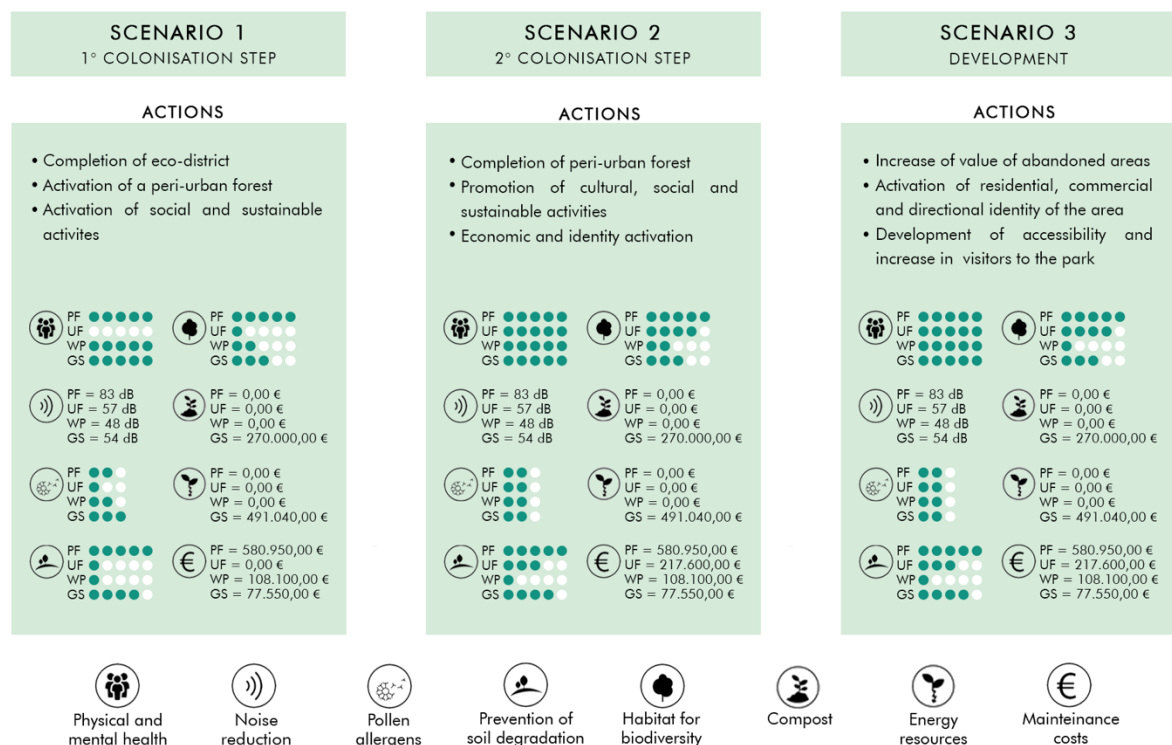 SCENARIO 1
1° COLONISATION STEP
ACTIONS
• Completion of eco-district
• Activation of a peri-urban forest
• Activation of social and sustainable
activites
PF
UF
WP
GS
PF
UF
WP
GS
PF = 83 dB
UF = 57 dB
WP = 48 dB
GS = 54 dB
PF = 0,00 €
UF = 0,00 €
WP = 0,00 €
GS = 270.000,00 €
PF
UF
WP
GS
PF = 0,00 €
UF = 0,00 €
WP = 0,00 €
GS = 491.040,00 €
PF
UF
WP
GS
PF = 580.950,00 €
UF = 0,00 €
WP = 108.100,00 €
GS = 77.550,00 €
SCENARIO 2
2° COLONISATION STEP
ACTIONS
• Completion of peri-urban forest
• Promotion of cultural, social and
sustainable activities
• Economic and identity activation
PF
UF
WP
GS
PF
UF
WP
GS
PF = 83 dB
UF = 57 dB
WP = 48 dB
GS = 54 dB
PF = 0,00 €
UF = 0,00 €
WP = 0,00 €
GS = 270.000,00 €
PF
UF
WP
GS
PF = 0,00 €
UF = 0,00 €
WP = 0,00 €
GS = 491.040,00 €
PF
UF
WP
GS
PF = 580.950,00 €
UF = 217.600,00 €
WP = 108.100,00 €
GS = 77.550,00 €
SCENARIO 3
DEVELOPMENT
ACTIONS
• Increase of value of abandoned areas
• Activation of residential, commercial
and directional identity of the area
• Development of accessibility and
increase in visitors to the park
PF
UF
WP
GS
PF
UF
WP
GS
PF = 83 dB
UF = 57 dB
WP = 48 dB
GS = 54 dB
PF = 0,00 €
UF = 0,00 €
WP = 0,00 €
GS = 270.000,00 €
PF
UF
WP
GS
PF = 0,00 €
UF = 0,00 €
WP = 0,00 €
GS = 491.040,00 €
PF
UF
WP
GS
PF = 580.950,00 €
UF = 217.600,00 €
WP = 108.100,00 €
GS = 77.550,00 €
€
€
€
Physical and
mental health
Noise
reduction
Pollen
allergens
Prevention of
soil degradation
Habitat for
biodiversity
Compost
Energy
resources
€
Mainteinance
costs